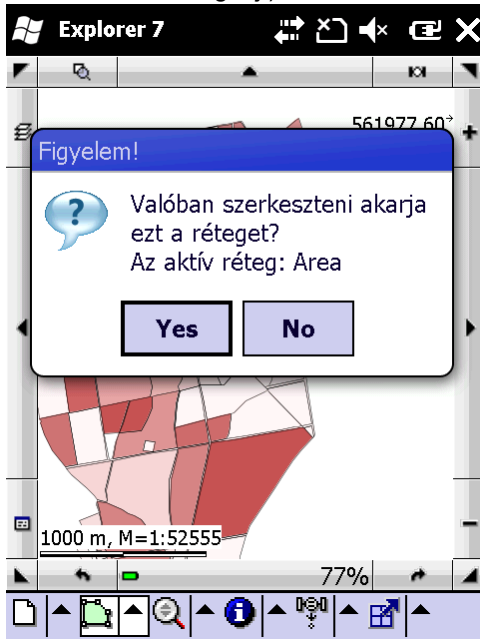 Explorer 7
561977.60
Figyelem!
Valóban szerkeszteni akarja
ezt a réteget?
Az aktív réteg: Area
Yes No
1000 m, M=1:52555
77%